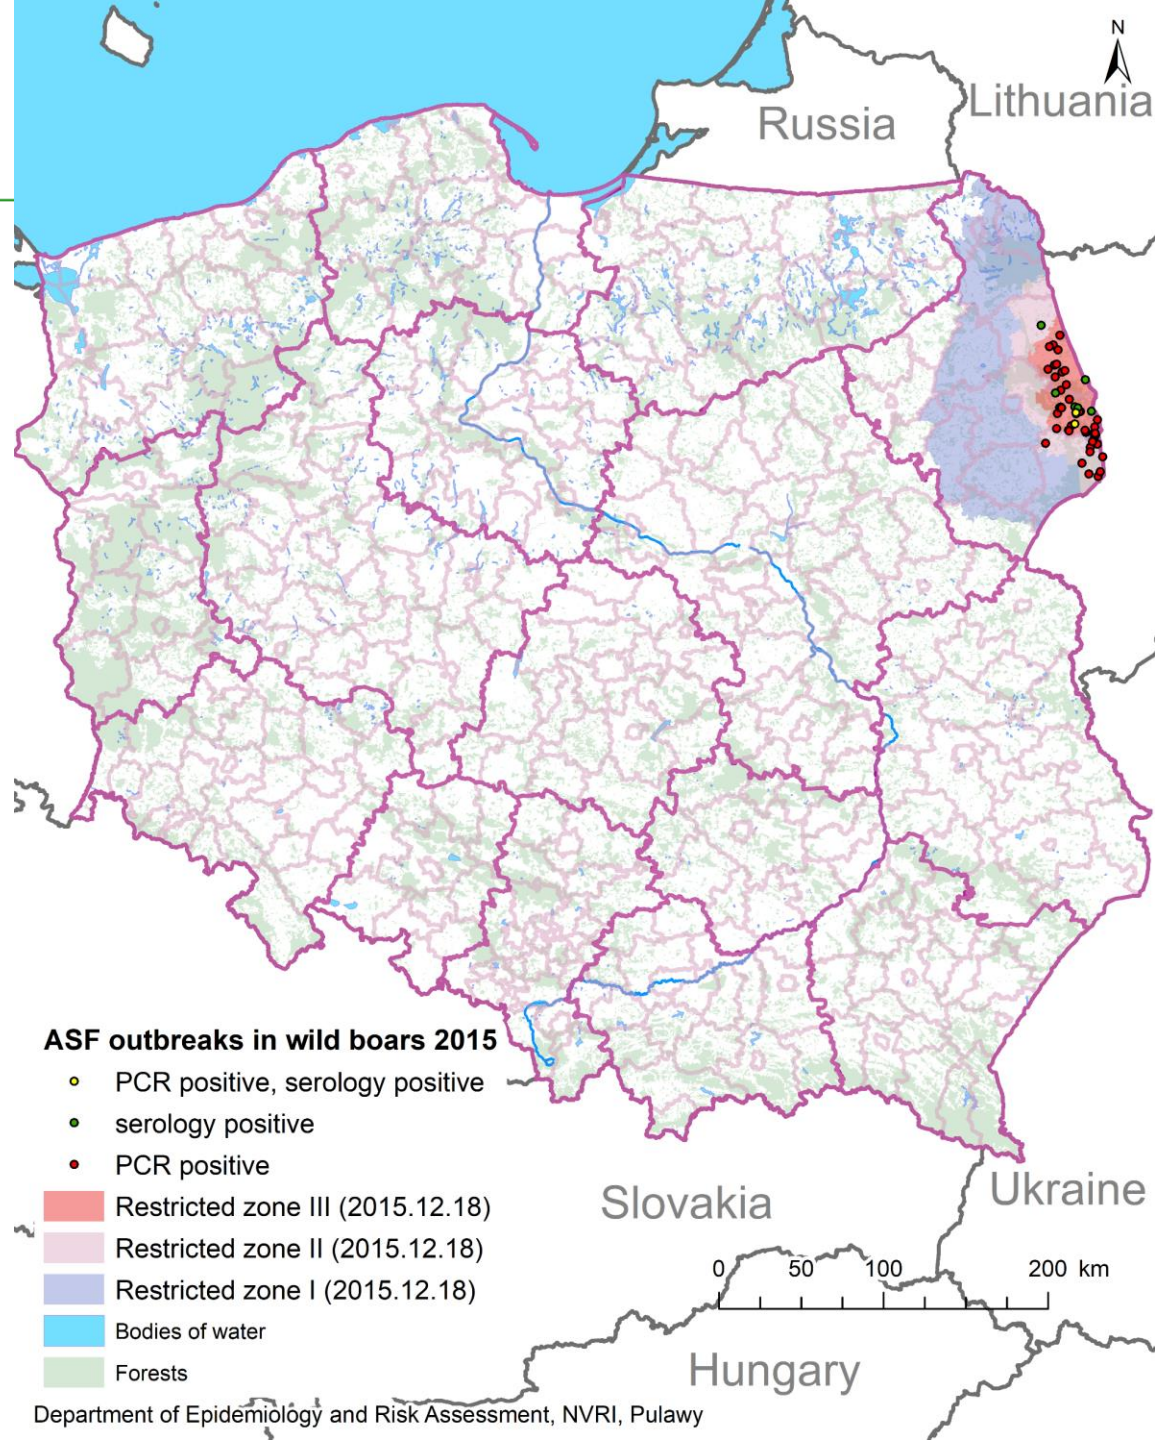 N
Lithuania
Russia
ASF outbreaks in wild boars 2015
PCR positive, serology positive
serology positive
PCR positive
Restricted zone III (2015.12.18)
Restricted zone II (2015.12.18)
Restricted zone I (2015.12.18)
Bodies of water
Forests
Slovakia
Ukraine
0 50 100 200 km
Hungary
Department of Epidemiology and Risk Assessment, NVRI, Pulawy